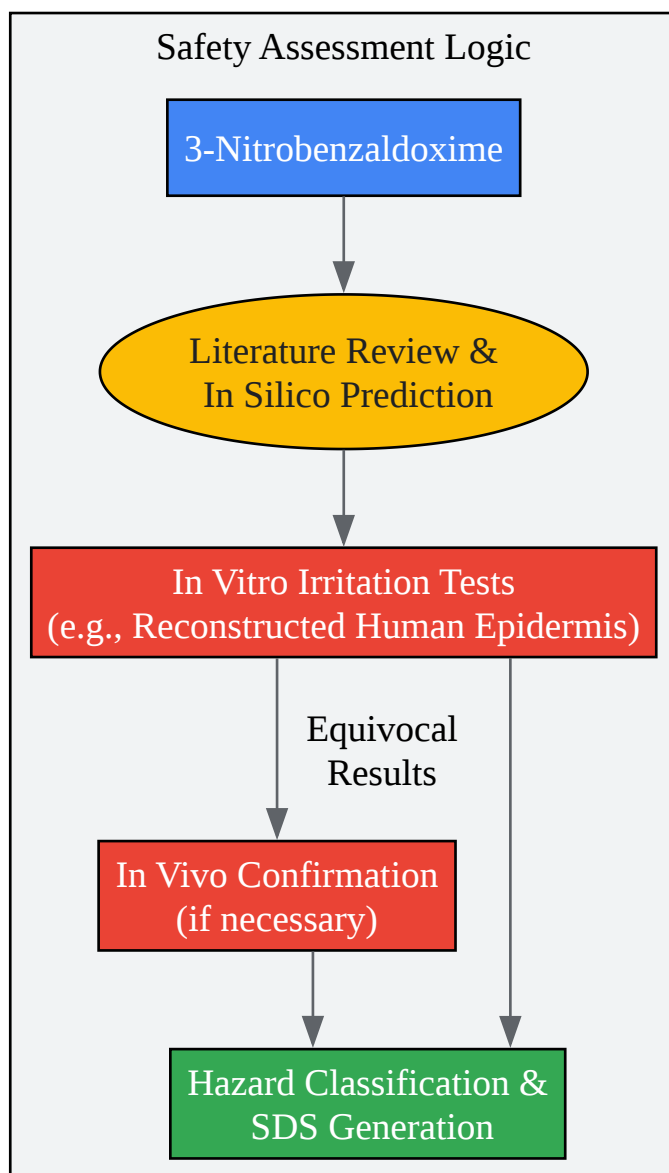 Safety Assessment Logic
3-Nitrobenzaldoxime
Literature Review &
In Silico Prediction
In Vitro Irritation Tests
(e.g., Reconstructed Human Epidermis)
Equivocal
Results
In Vivo Confirmation
(if necessary)
Hazard Classification &
SDS Generation